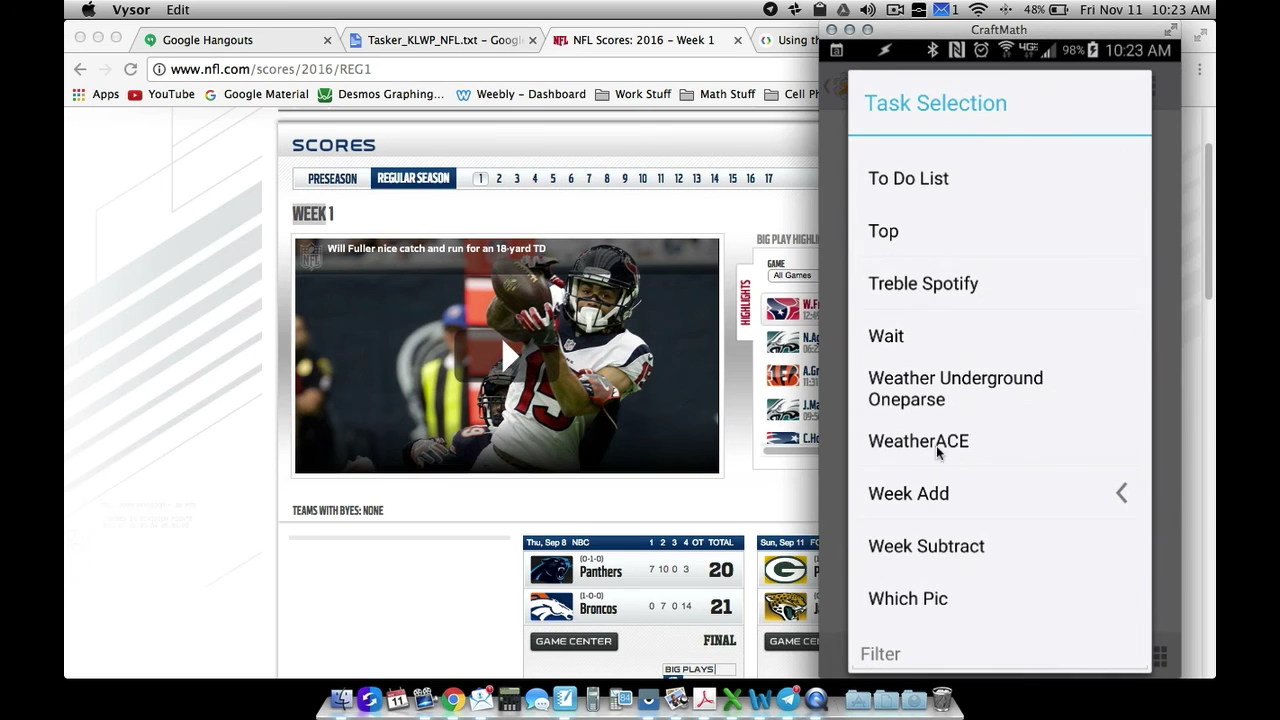 Vysor Edit
1 48% Fri Nov 11 10:23 AM
Google Hangouts
Tasker_KLWP_NFL.txt - Goog
NFL Scores: 2016 - Week 1
Using th
www.nfl.com/scores/2016/REG1
Apps YouTube Google Material Desmos Graphing... Weebly - Dashboard Work Stuff Math Stuff Cell P
SCORES
PRESEASON REGULAR SEASON 1 2 3 4 5 6 7 8 9 10 11 12 13 14 15 16 17
WEEK 1
Will Fuller nice catch and run for an 18-yard TD
BIG PLAY HIGHLI
GAME
All Games
HIGHLIGHTS
TEAMS WITH BYES: NONE
Thu, Sep 8 NBC 1 2 3 4 OT TOTAL
(0-1-0)
Panthers 7 10 0 3 20
(1-0-0)
Broncos 0 7 0 14 21
GAME CENTER FINAL
BIG PLAYS
Sun, Sep 11 FO
GAME CE
CraftMath
98% 10:23 AM
Task Selection
To Do List
Top
Treble Spotify
Wait
Weather Underground
Oneparse
WeatherACE
Week Add
Week Subtract
Which Pic
Filter